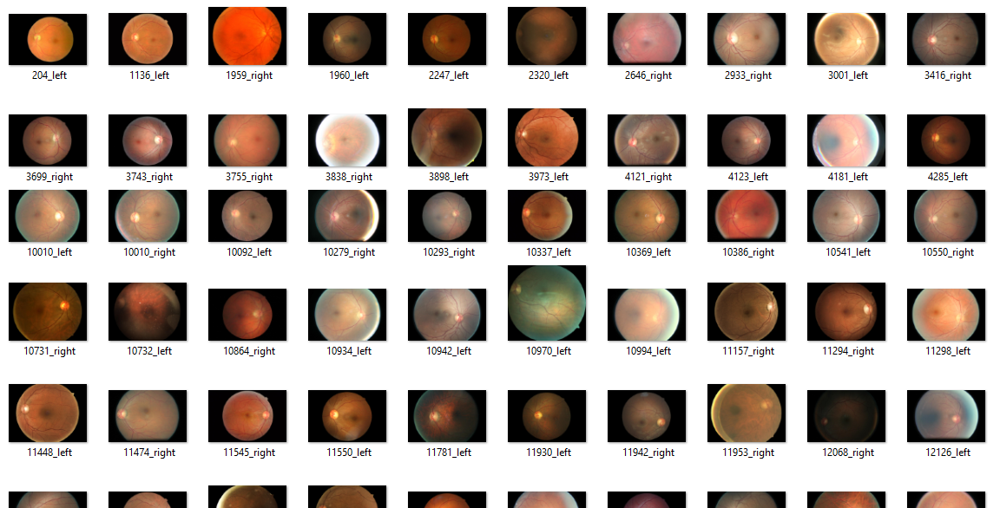 204_left 1136_left 1959_right 1960_left 2247_left 2320_left 2646_right 2933_right 3001_left 3416_right
3699_right 3743_right 3755_right 3838_right 3898_left 3973_left 4121_right 4123_left 4181_left 4285_left
10010_left 10010_right 10092_left 10279_right 10293_right 10337_left 10369_left 10386_right 10541_left 10550_right
10731_right 10732_left 10864_right 10934_left 10942_left 10970_left 10994_left 11157_right 11294_right 11298_left
11448_left 11474_right 11545_right 11550_left 11781_left 11930_left 11942_right 11953_right 12068_right 12126_left